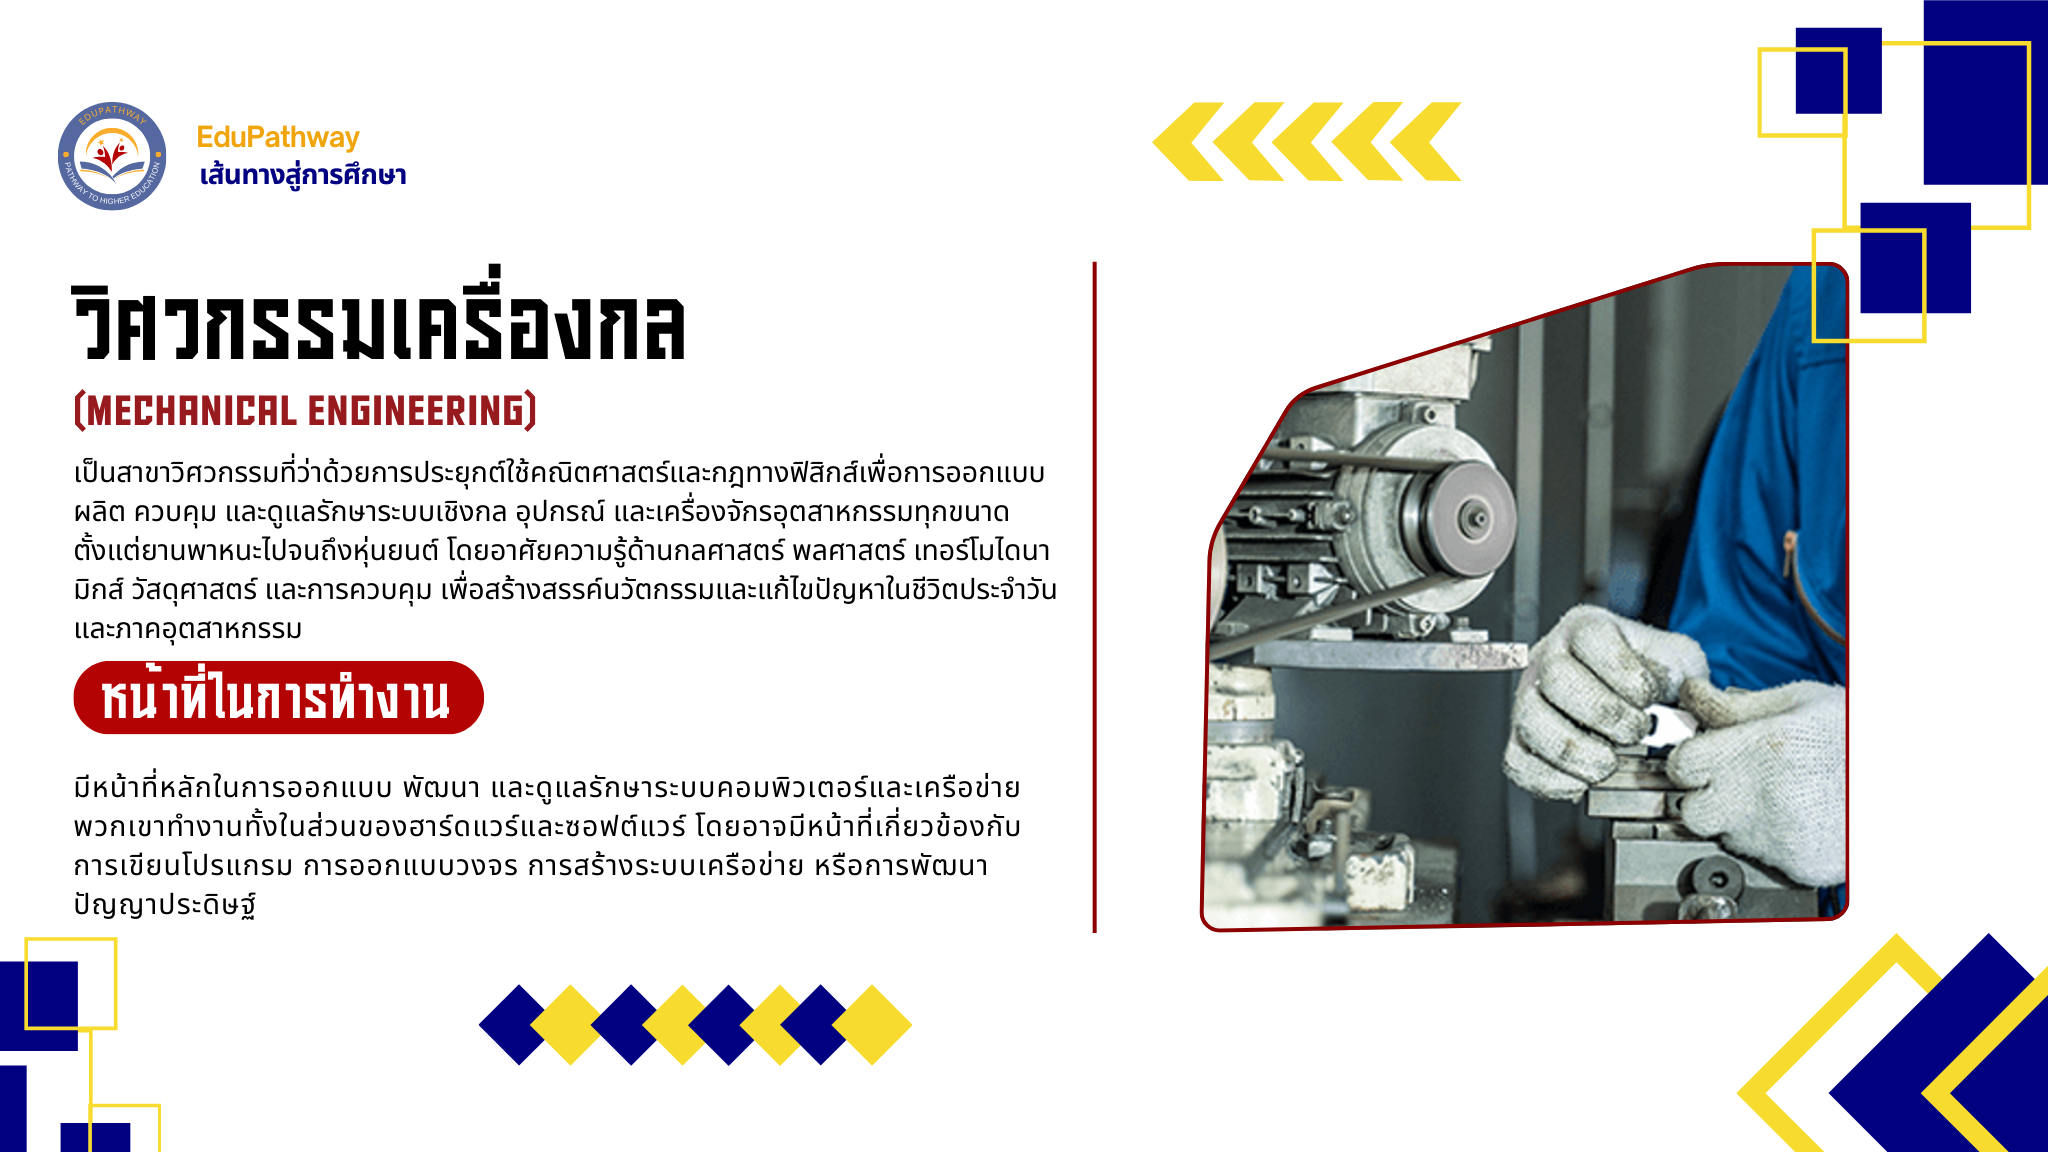 EDUPATHWAY
PATHWAY TO HIGHER EDUCATION
EduPathway
เส้นทางสู่การศึกษา
วิศวกรรมเครื่องกล
(MECHANICAL ENGINEERING)
เป็นสาขาวิศวกรรมที่ว่าด้วยการประยุกต์ใช้คณิตศาสตร์และกฎทางฟิสิกส์เพื่อการออกแบบ
ผลิต ควบคุม และดูแลรักษาระบบเชิงกล อุปกรณ์ และเครื่องจักรอุตสาหกรรมทุกขนาด
ตั้งแต่ยานพาหนะไปจนถึงหุ่นยนต์ โดยอาศัยความรู้ด้านกลศาสตร์ พลศาสตร์ เทอร์โมไดนา
มิกส์ วัสดุศาสตร์ และการควบคุม เพื่อสร้างสรรค์นวัตกรรมและแก้ไขปัญหาในชีวิตประจำวัน
และภาคอุตสาหกรรม
หน้าที่ในการทำงาน
มีหน้าที่หลักในการออกแบบ พัฒนา และดูแลรักษาระบบคอมพิวเตอร์และเครือข่าย
พวกเขาทำงานทั้งในส่วนของฮาร์ดแวร์และซอฟต์แวร์ โดยอาจมีหน้าที่เกี่ยวข้องกับ
การเขียนโปรแกรม การออกแบบวงจร การสร้างระบบเครือข่าย หรือการพัฒนา
ปัญญาประดิษฐ์